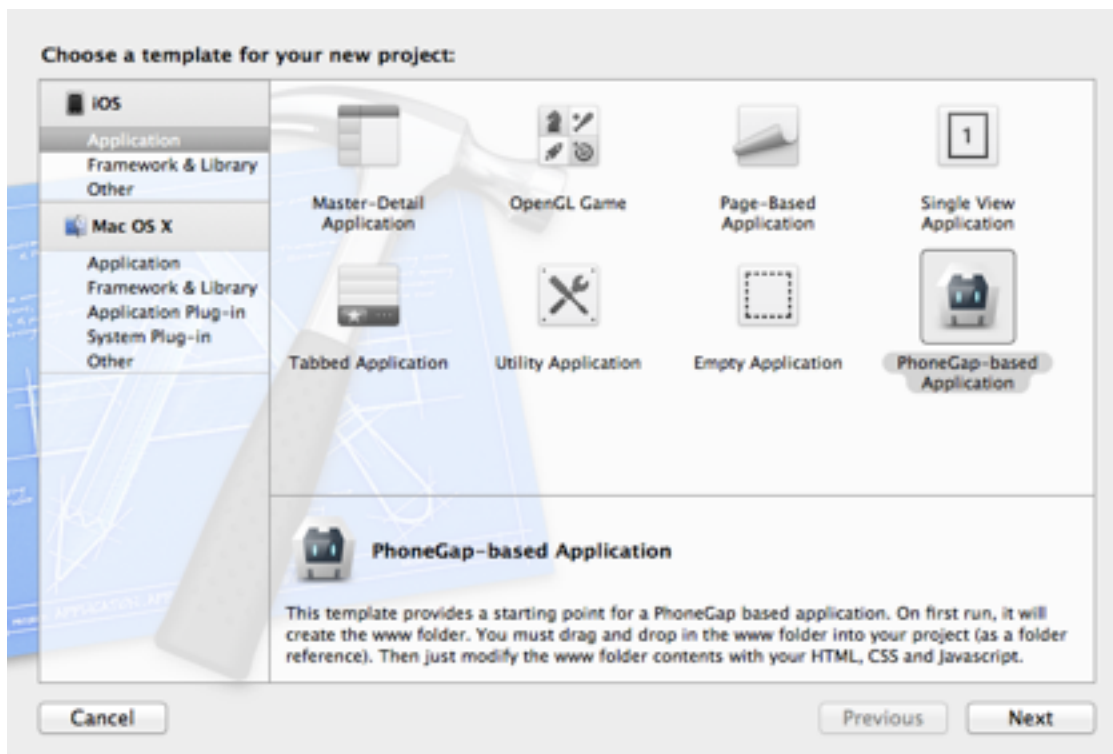 Choose a template for your new project:
iOS
Application
Framework & Library
Other
Mac OS X
Application
Framework & Library
Application Plug-in
System Plug-in
Other
Master-Detail
Application
OpenGL Game
Page-Based
Application
1
Single View
Application
Tabbed Application
Utility Application
Empty Application
PhoneGap-based
Application
PhoneGap-based Application
This template provides a starting point for a PhoneGap based application. On first run, it will
create the www folder. You must drag and drop in the www folder into your project (as a folder
reference). Then just modify the www folder contents with your HTML, CSS and Javascript.
Cancel
Previous
Next